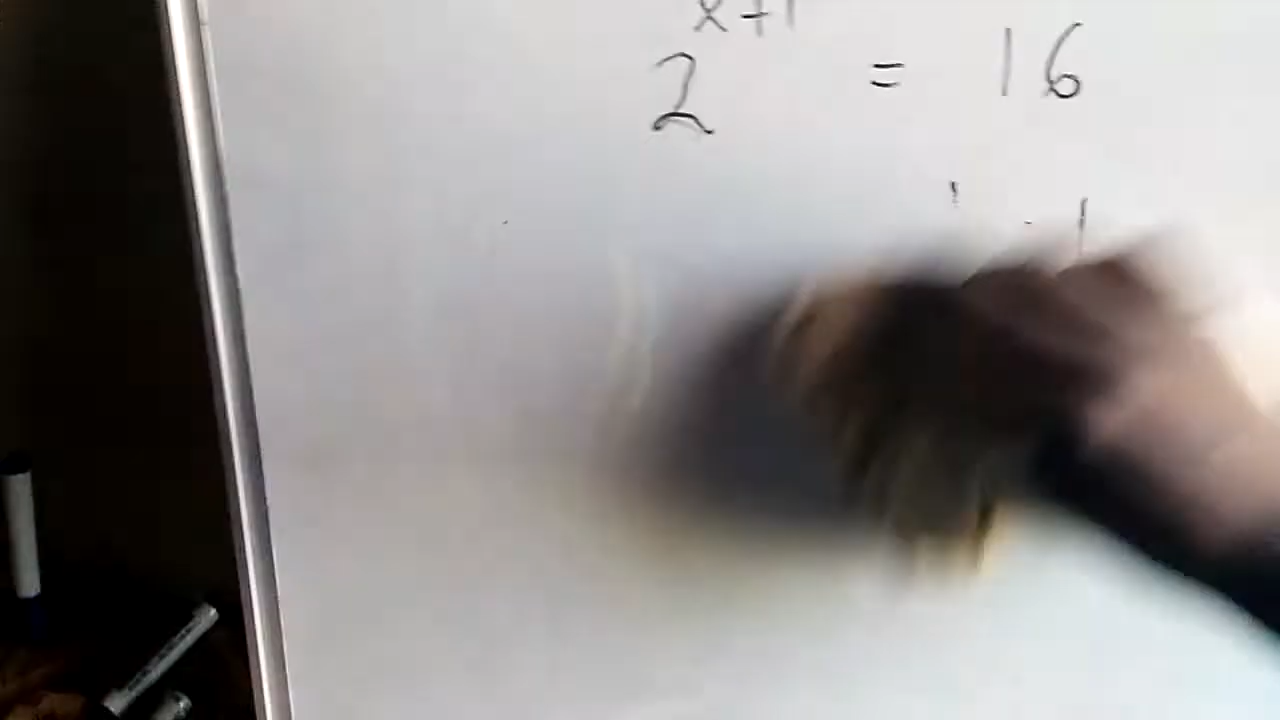 2^{x+1} = 16